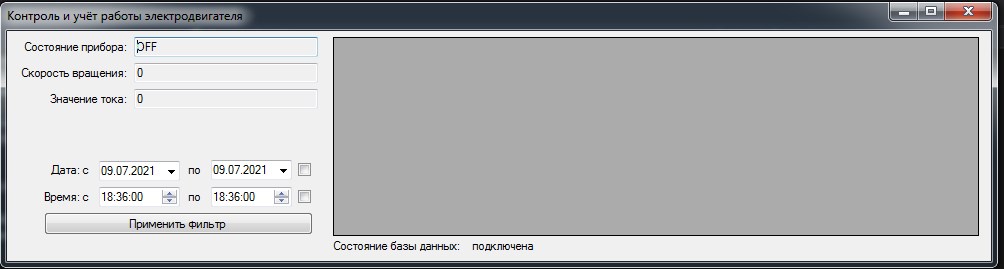 Контроль и учёт работы электродвигателя
Состояние прибора: OFF
Скорость вращения: 0
Значение тока: 0
Дата: с 09.07.2021 по 09.07.2021
Время: с 18:36:00 по 18:36:00
Применить фильтр
Состояние базы данных: подключена